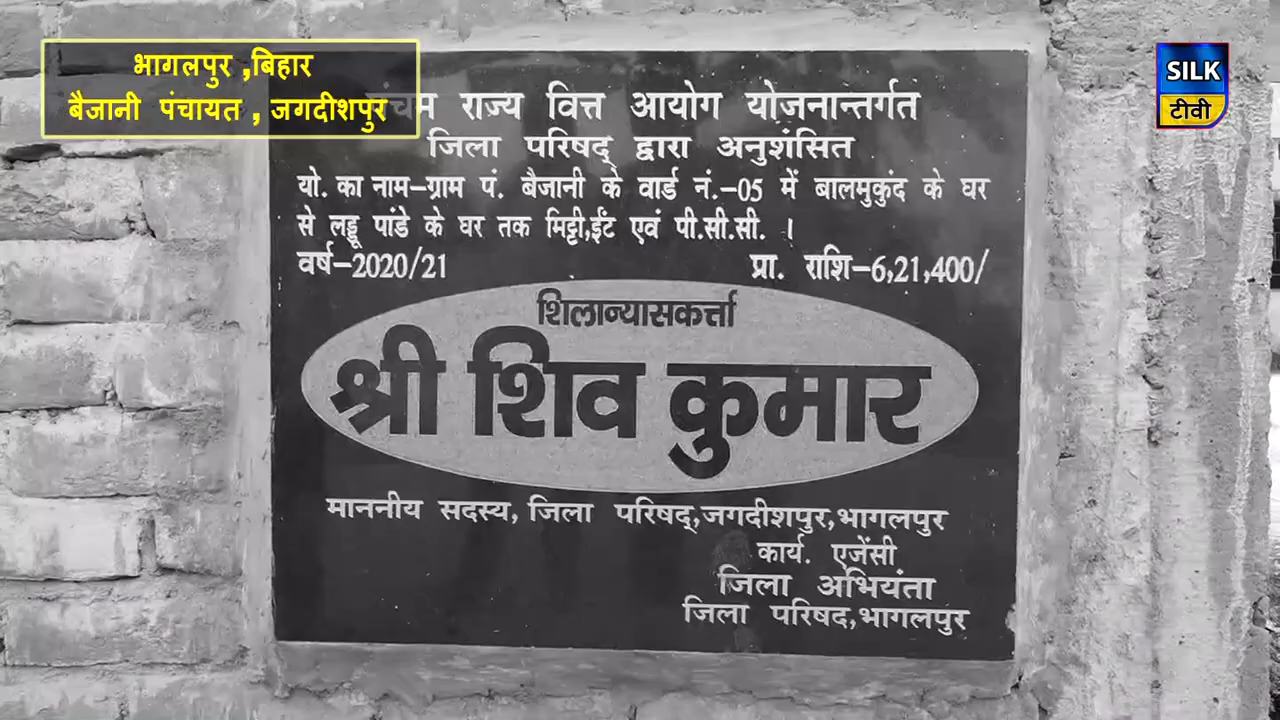 भागलपुर ,बिहार
बैजानी पंचायत , जगदीशपुर
SILK
टीवी
पंचम राज्य वित्त आयोग योजनान्तर्गत
जिला परिषद् द्वारा अनुशंसित
यो. का नाम–ग्राम पं. बैजानी के वार्ड नं.–05 में बालमुकुंद के घर
से लड्डू पांडे के घर तक मिट्टी,ईंट एवं पी.सी.सी. ।
वर्ष–2020/21 प्रा. राशि–6,21,400/
शिलान्यासकर्त्ता
श्री शिव कुमार
माननीय सदस्य, जिला परिषद्,जगदीशपुर,भागलपुर
कार्य. एजेंसी
जिला अभियंता
जिला परिषद,भागलपुर